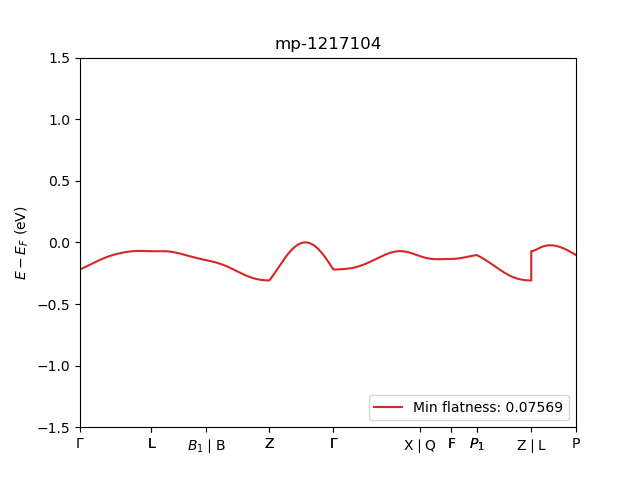 mp-1217104
E − E_F (eV)
1.5
1.0
0.5
0.0
−0.5
−1.0
−1.5
Min flatness: 0.07569
Γ L B₁ | B Z Γ X | Q F P₁ Z | L P